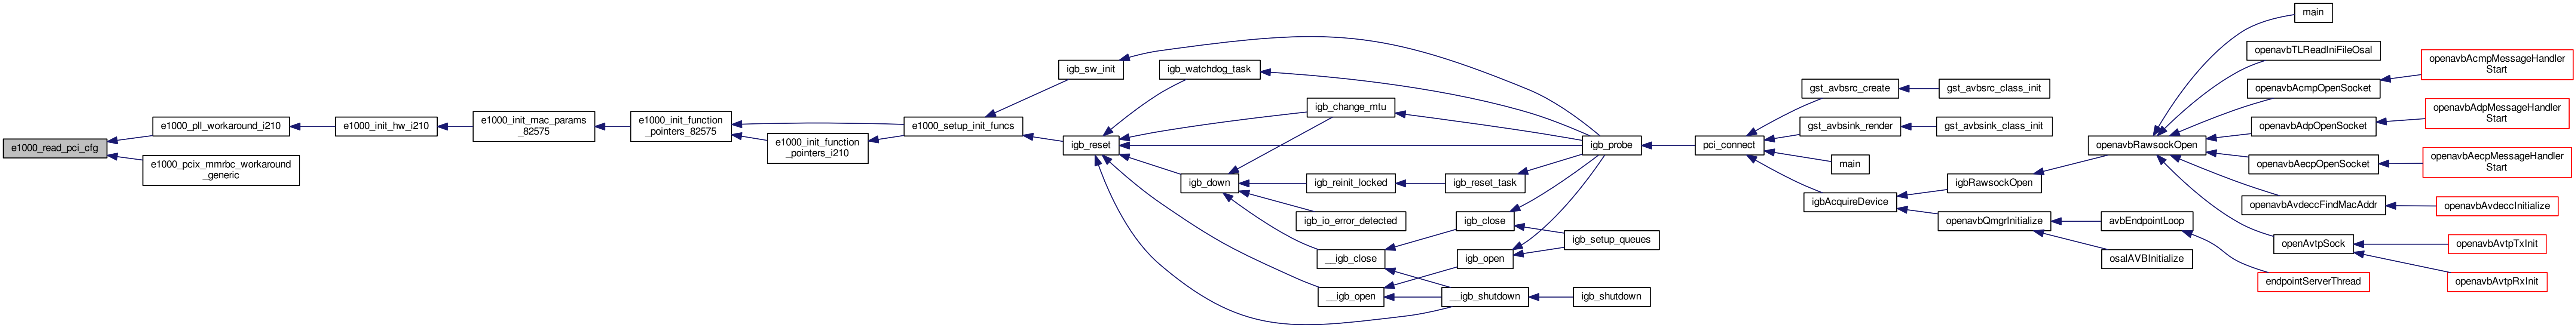 e1000_read_pci_cfg
e1000_pll_workaround_i210
e1000_pcix_mmrbc_workaround
_generic
e1000_init_hw_i210
e1000_init_mac_params
_82575
e1000_init_function
_pointers_82575
e1000_init_function
_pointers_i210
e1000_setup_init_funcs
igb_sw_init
igb_reset
igb_watchdog_task
igb_down
igb_change_mtu
igb_reinit_locked
igb_io_error_detected
__igb_close
__igb_open
igb_reset_task
igb_close
igb_open
__igb_shutdown
igb_probe
igb_setup_queues
igb_shutdown
pci_connect
gst_avbsrc_create
gst_avbsink_render
main
igbAcquireDevice
gst_avbsrc_class_init
gst_avbsink_class_init
igbRawsockOpen
openavbQmgrInitialize
openavbRawsockOpen
avbEndpointLoop
osalAVBInitialize
main
openavbTLReadIniFileOsal
openavbAcmpOpenSocket
openavbAdpOpenSocket
openavbAecpOpenSocket
openavbAvdeccFindMacAddr
openAvtpSock
endpointServerThread
openavbAcmpMessageHandler
Start
openavbAdpMessageHandler
Start
openavbAecpMessageHandler
Start
openavbAvdeccInitialize
openavbAvtpTxInit
openavbAvtpRxInit